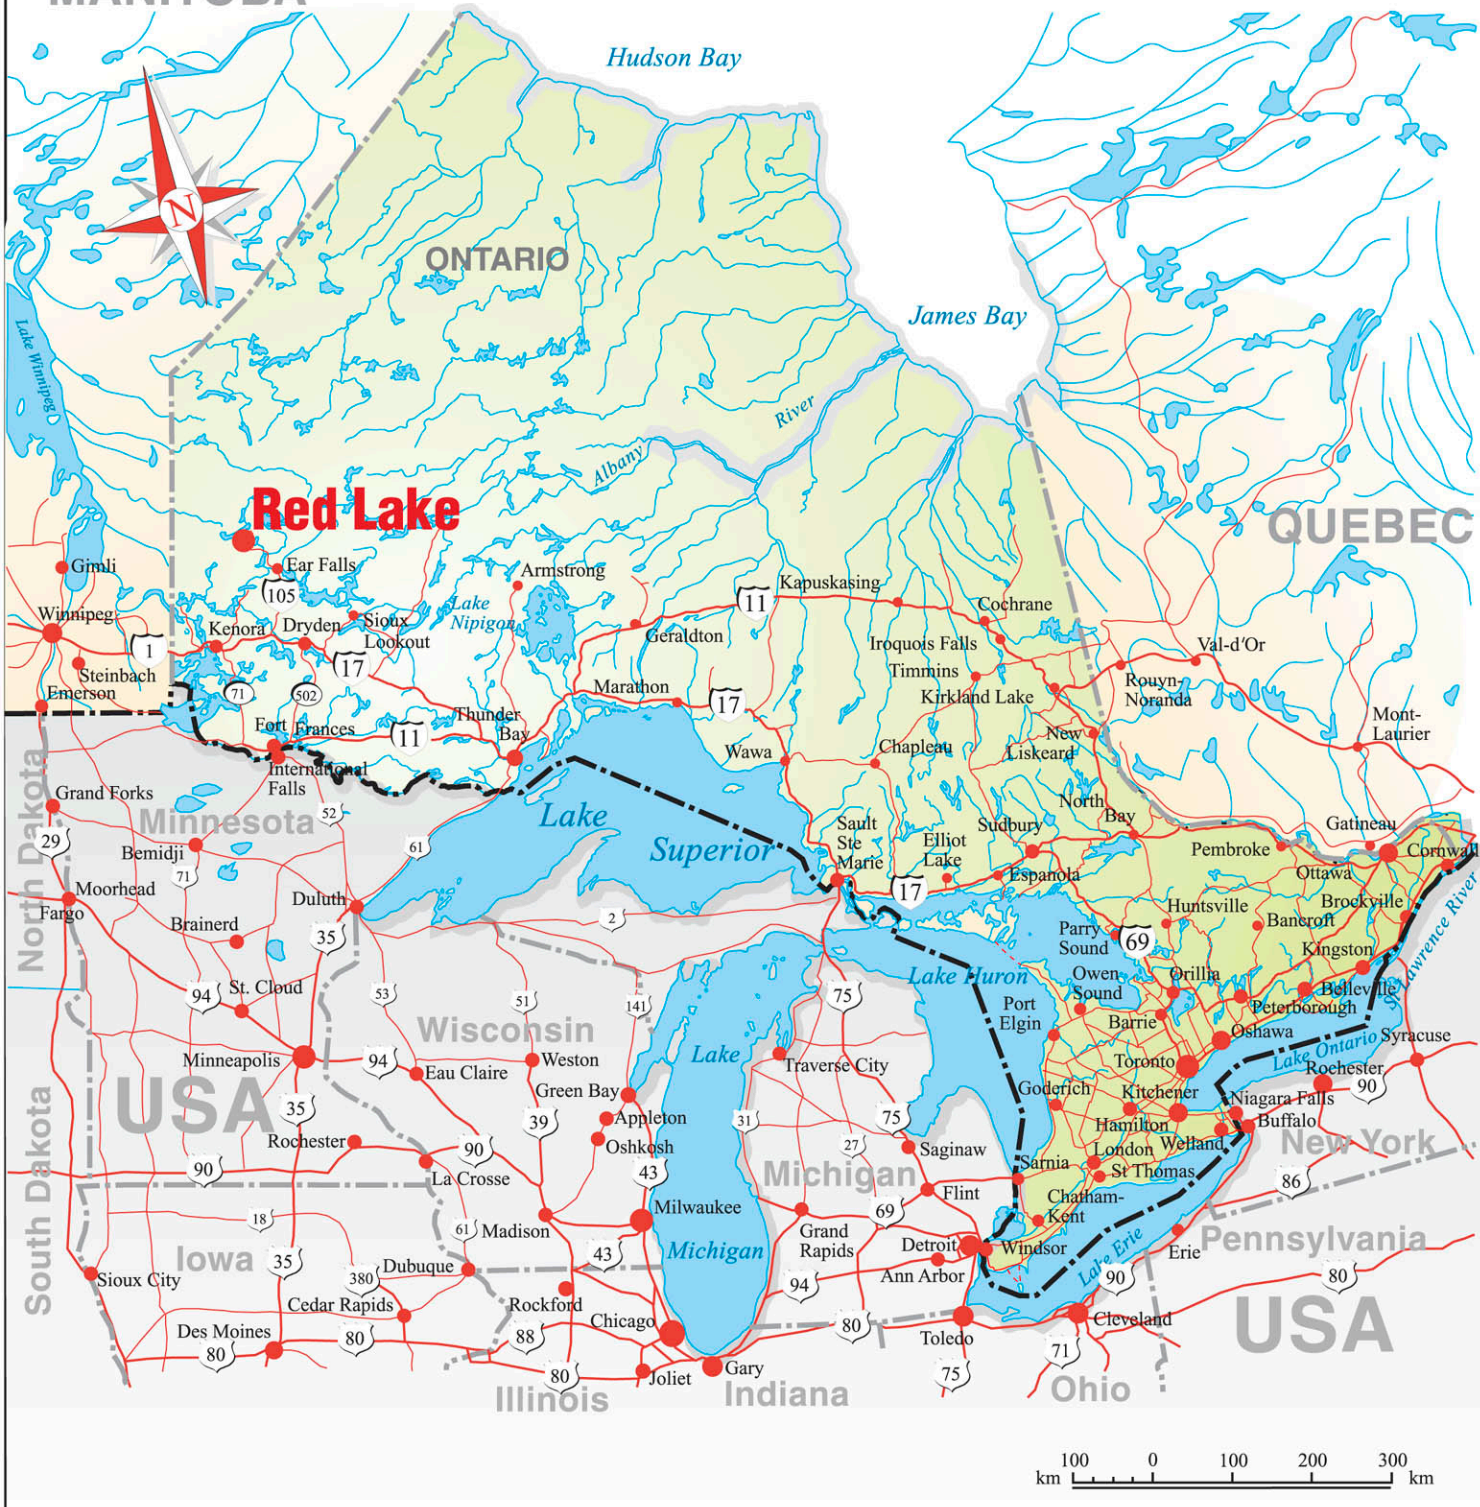 MANITOBA
Hudson Bay
N
ONTARIO
James Bay
Lake Winnipeg
River
Albany
Red Lake
QUEBEC
Gimli
Ear Falls
105
Armstrong
Lake
Nipigon
11
Kapuskasing
Cochrane
Winnipeg
1
Kenora
Dryden
Sioux
Lookout
17
Geraldton
Iroquois Falls
Timmins
Kirkland Lake
Val-d'Or
Rouyn-
Noranda
Steinbach
Emerson
71
502
Marathon
17
Fort Frances
11
Thunder
Bay
Wawa
Chapleau
New
Liskeard
Mont-
Laurier
International
Falls
Grand Forks
29
Minnesota
52
Bemidji
71
61
Lake
Superior
Sault
Ste
Marie
Elliot
Lake
Sudbury
North
Bay
Espanola
17
Pembroke
Gatineau
Ottawa
Cornwall
North Dakota
Moorhead
Fargo
Duluth
Brainerd
35
2
Parry
Sound
69
Huntsville
Bancroft
Brockville
Kingston
St. Lawrence River
94
St. Cloud
53
51
141
75
Lake Huron
Owen
Sound
Port
Elgin
Orillia
Barrie
Peterborough
Belleville
Oshawa
Wisconsin
Minneapolis
94
Eau Claire
Weston
Lake
Traverse City
Toronto
Lake Ontario
Syracuse
Rochester
90
USA
35
Green Bay
Appleton
Oshkosh
39
31
75
27
Saginaw
Goderich
Kitchener
Hamilton
Niagara Falls
Welland
Buffalo
New York
South Dakota
Rochester
90
90
La Crosse
43
Michigan
London
St Thomas
Sarnia
86
18
61
Madison
Milwaukee
Flint
69
Chatham-
Kent
Iowa
35
380
Dubuque
43
Michigan
Grand
Rapids
Detroit
Ann Arbor
Windsor
Lake Erie
Erie
Pennsylvania
Sioux City
Cedar Rapids
Rockford
94
90
80
Des Moines
80
80
88
Chicago
80
Toledo
Cleveland
USA
80
Joliet
Gary
75
71
Illinois
Indiana
Ohio
100 0 100 200 300
km km